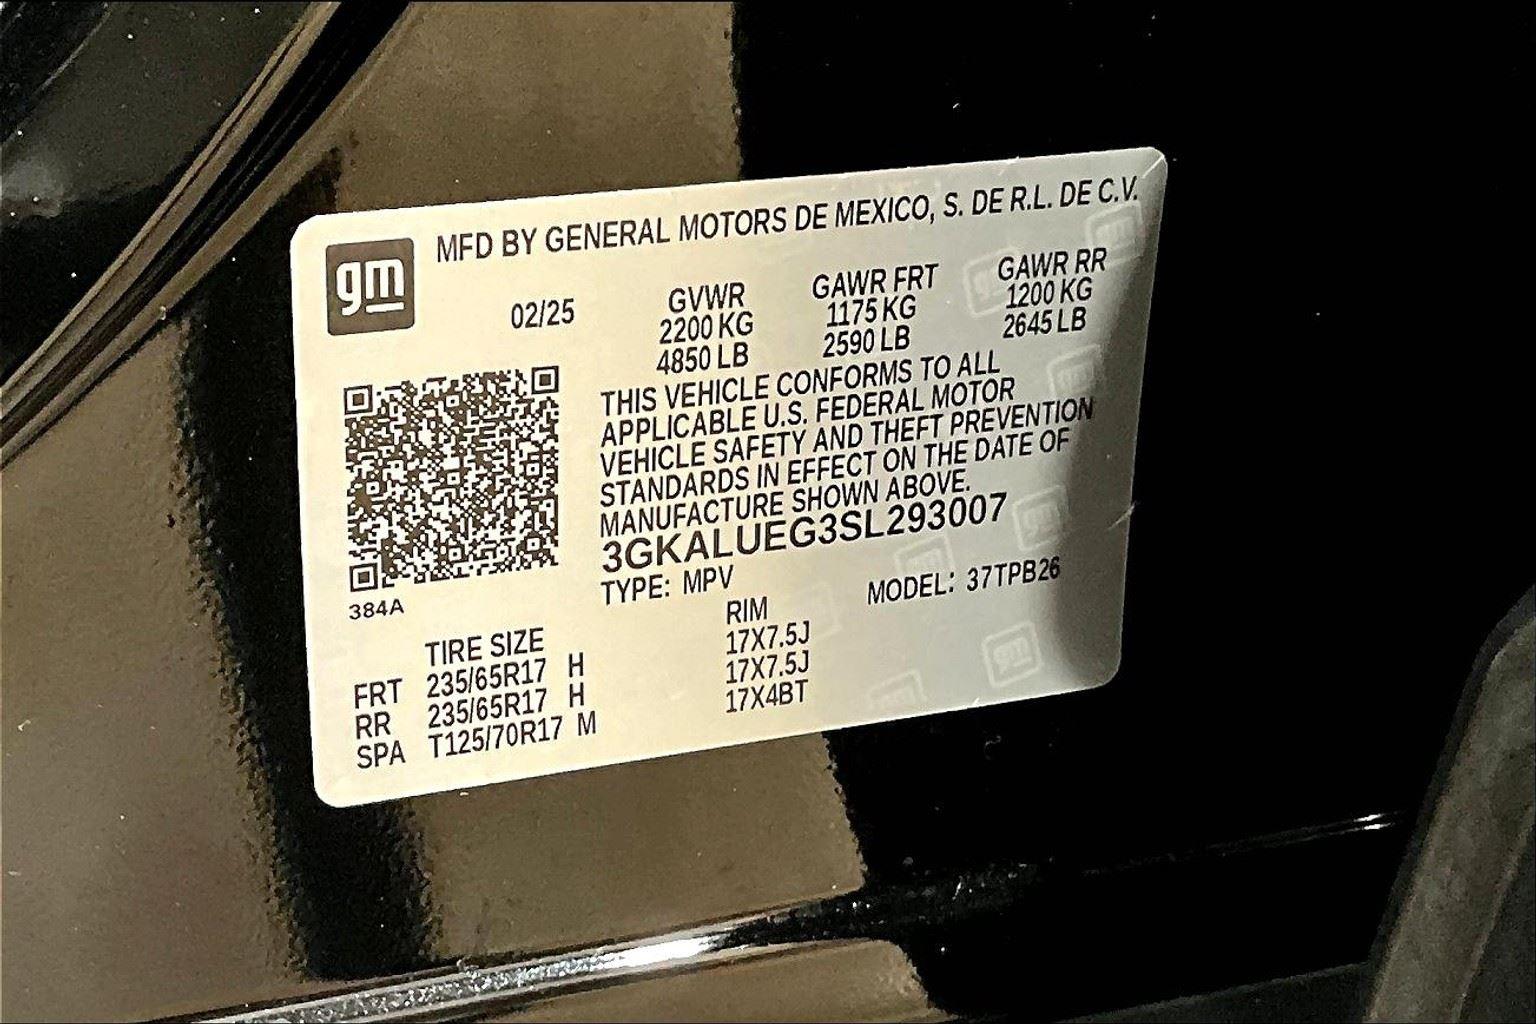 gm
MFD BY GENERAL MOTORS DE MEXICO, S. DE R.L. DE C.V.
02/25
GVWR
2200 KG
4850 LB
GAWR FRT
1175 KG
2590 LB
GAWR RR
1200 KG
2645 LB
THIS VEHICLE CONFORMS TO ALL
APPLICABLE U.S. FEDERAL MOTOR
VEHICLE SAFETY AND THEFT PREVENTION
STANDARDS IN EFFECT ON THE DATE OF
MANUFACTURE SHOWN ABOVE.
3GKALUEG3SL293007
TYPE: MPV MODEL: 37TPB26
384A
TIRE SIZE RIM
FRT 235/65R17 H 17X7.5J
RR 235/65R17 H 17X7.5J
SPA T125/70R17 M 17X4BT